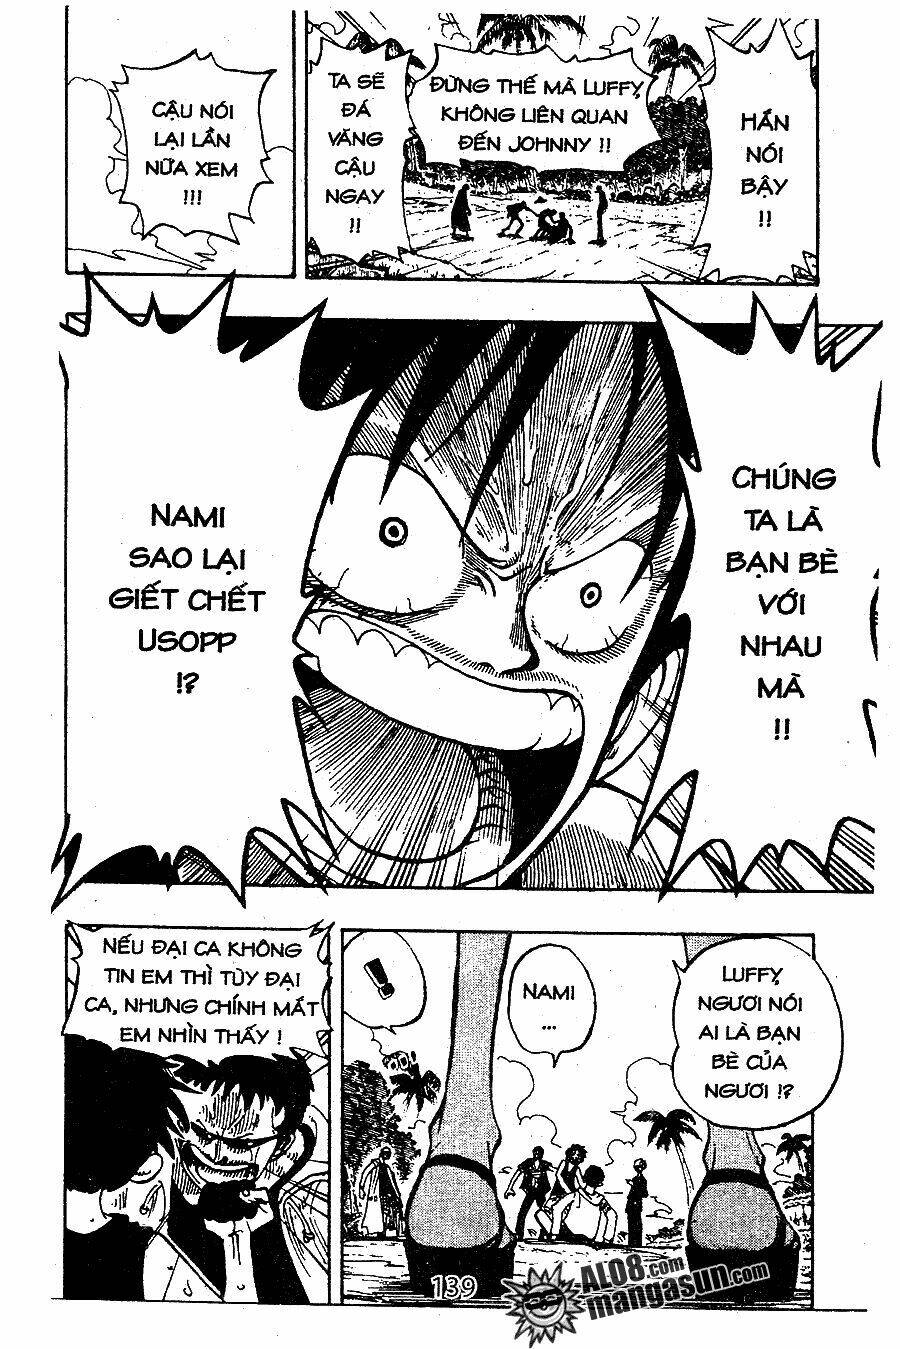 HẮN
NÓI
BẬY
!!
ĐỪNG THẾ MÀ LUFFY,
KHÔNG LIÊN QUAN
ĐẾN JOHNNY !!
TA SẼ
ĐÁ
VĂNG
CẬU
NGAY
!!
CẬU NÓI
LẠI LẦN
NỮA XEM
!!!
CHÚNG
TA LÀ
BẠN BÈ
VỚI
NHAU
MÀ
!!
NAMI
SAO LẠI
GIẾT CHẾT
USOPP
!?
LUFFY,
NGƯƠI NÓI
AI LÀ BẠN
BÈ CỦA
NGƯƠI !?
NAMI
...
!
NẾU ĐẠI CA KHÔNG
TIN EM THÌ TÙY ĐẠI
CA, NHƯNG CHÍNH MẮT
EM NHÌN THẤY !
139
ALO8.com
mangasun.com